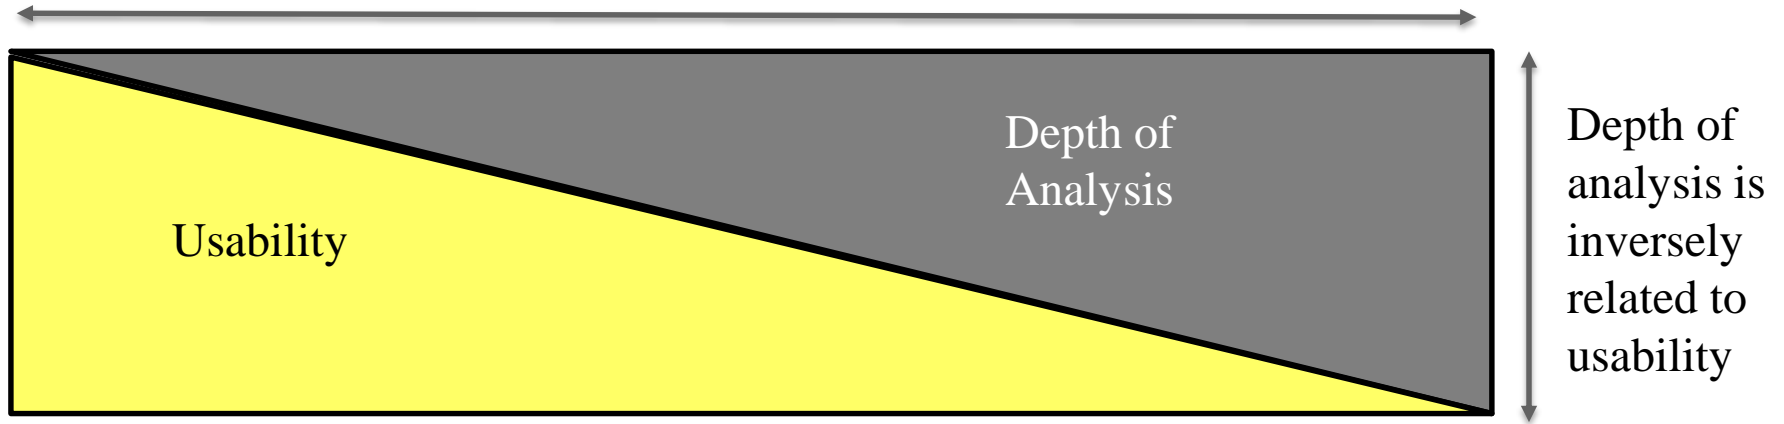 Depth of
Analysis
Usability
Depth of
analysis is
inversely
related to
usability